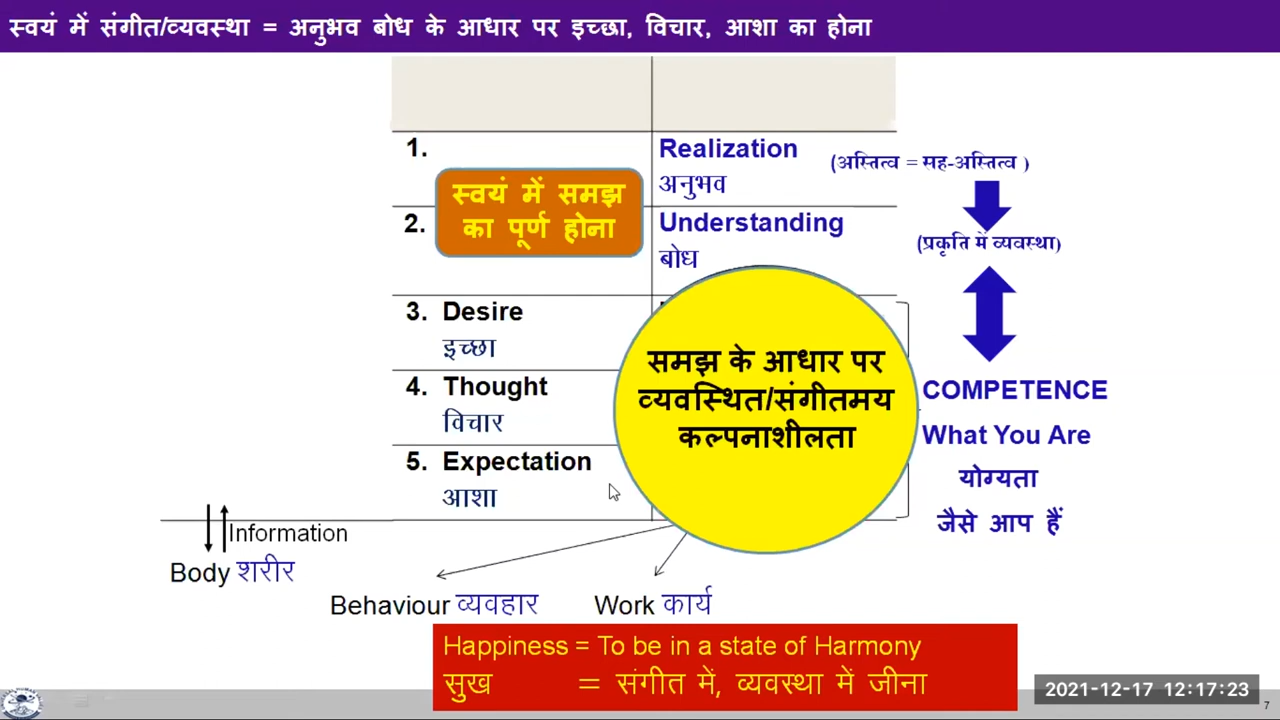 स्वयं में संगीत/व्यवस्था = अनुभव बोध के आधार पर इच्छा, विचार, आशा का होना
1.
Realization
अनुभव
(अस्तित्व = सह-अस्तित्व )
स्वयं में समझ
का पूर्ण होना
2.
Understanding
बोध
(प्रकृति में व्यवस्था)
3. Desire
इच्छा
4. Thought
विचार
5. Expectation
आशा
समझ के आधार पर
व्यवस्थित/संगीतमय
कल्पनाशीलता
COMPETENCE
What You Are
योग्यता
जैसे आप हैं
Information
Body शरीर
Behaviour व्यवहार
Work कार्य
Happiness = To be in a state of Harmony
सुख = संगीत में, व्यवस्था में जीना
2021-12-17 12:17:23
7